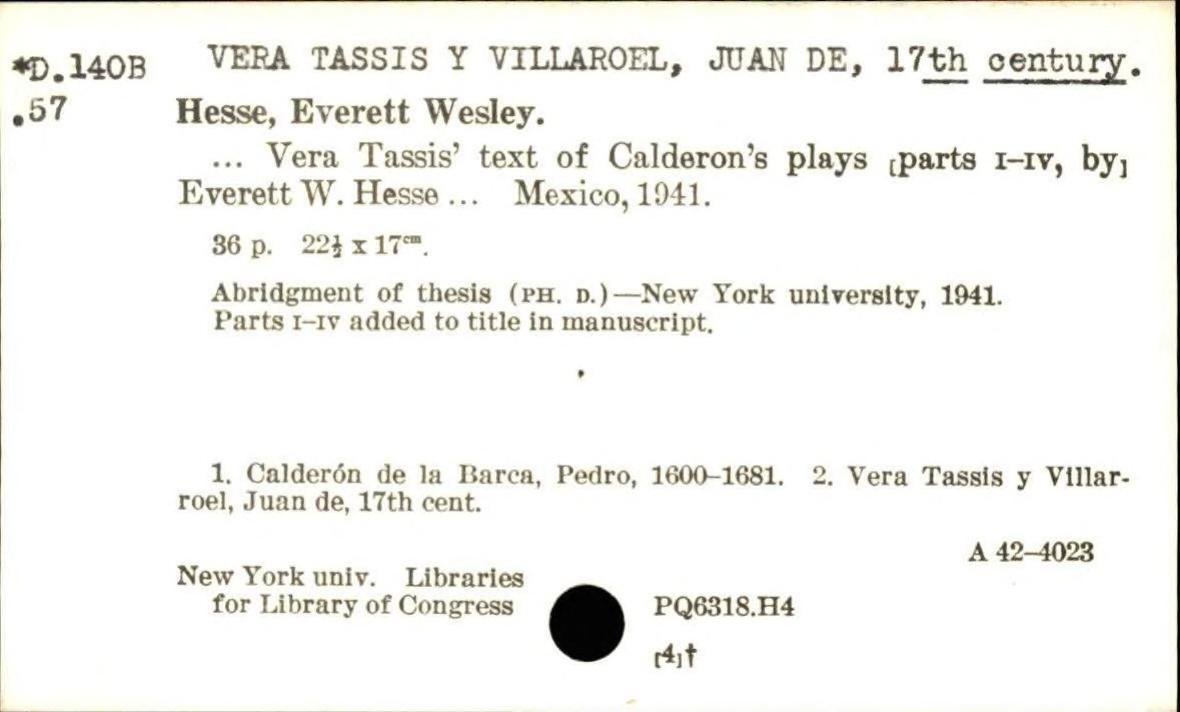 *D.140B VERA TASSIS Y VILLAROEL, JUAN DE, 17th century.
.57 Hesse, Everett Wesley.
... Vera Tassis' text of Calderon's plays [parts I–IV, by]
Everett W. Hesse ... Mexico, 1941.
36 p. 22½ x 17cm.
Abridgment of thesis (PH. D.)—New York university, 1941.
Parts I–IV added to title in manuscript.
1. Calderón de la Barca, Pedro, 1600–1681. 2. Vera Tassis y Villar-
roel, Juan de, 17th cent.
A 42–4023
New York univ. Libraries
for Library of Congress PQ6318.H4
[4]†